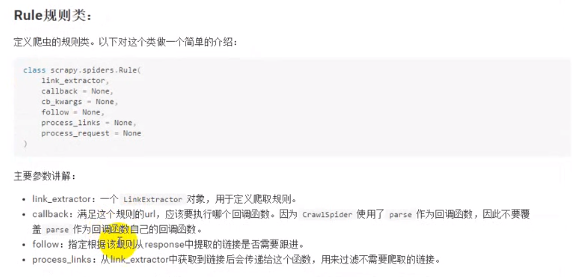 Rule规则类：
定义爬虫的规则类。以下对这个类做一个简单的介绍：
class scrapy.spiders.Rule(
    link_extractor,
    callback = None,
    cb_kwargs = None,
    follow = None,
    process_links = None,
    process_request = None
)
主要参数讲解：
• link_extractor：一个 LinkExtractor 对象，用于定义爬取规则。
• callback：满足这个规则的url，应该要执行哪个回调函数。因为 CrawlSpider 使用了 parse 作为回调函数，因此不要覆
盖 parse 作为回调函数自己的回调函数。
• follow：指定根据该规则从response中提取的链接是否需要跟进。
• process_links：从link_extractor中获取到链接后会传递给这个函数，用来过滤不需要爬取的链接。